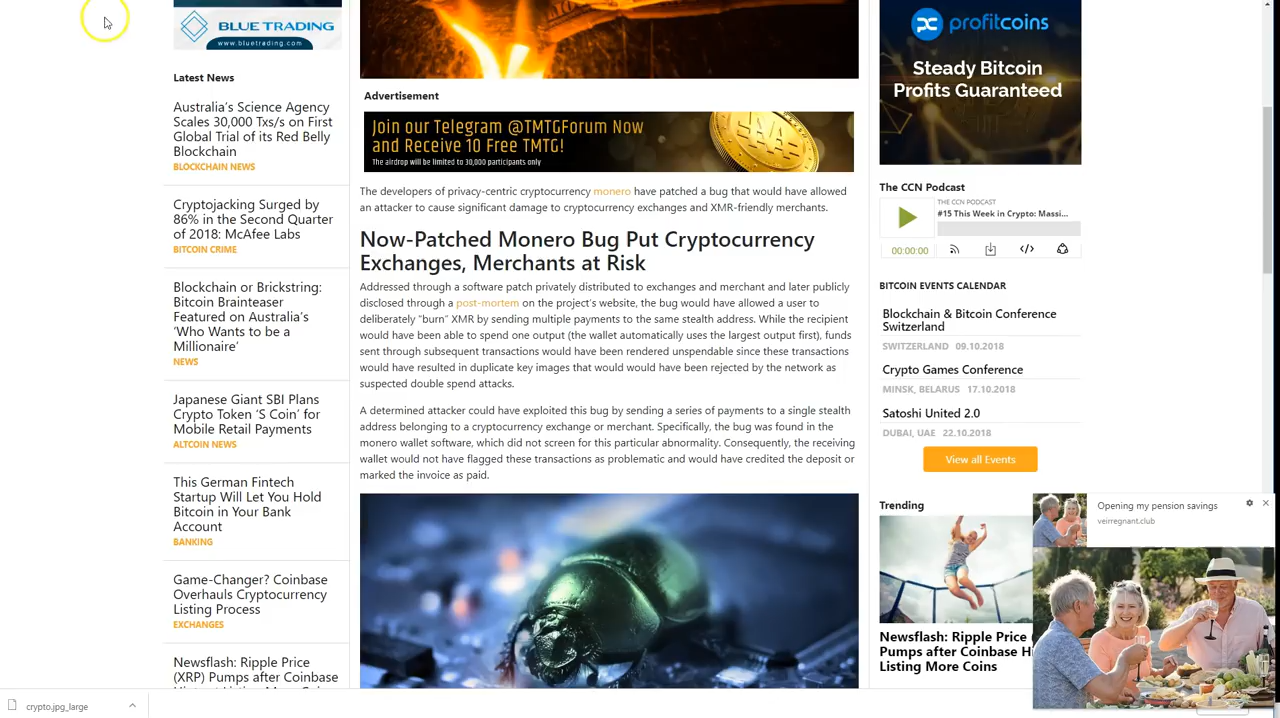 BLUE TRADING
www.bluetrading.com
Latest News
Australia's Science Agency
Scales 30,000 Txs/s on First
Global Trial of its Red Belly
Blockchain
BLOCKCHAIN NEWS
Cryptojacking Surged by
86% in the Second Quarter
of 2018: McAfee Labs
BITCOIN CRIME
Blockchain or Brickstring:
Bitcoin Brainteaser
Featured on Australia's
'Who Wants to be a
Millionaire'
NEWS
Japanese Giant SBI Plans
Crypto Token 'S Coin' for
Mobile Retail Payments
ALTCOIN NEWS
This German Fintech
Startup Will Let You Hold
Bitcoin in Your Bank
Account
BANKING
Game-Changer? Coinbase
Overhauls Cryptocurrency
Listing Process
EXCHANGES
Newsflash: Ripple Price
(XRP) Pumps after Coinbase
Advertisement
Join our Telegram @TMTGForum Now
and Receive 10 Free TMTG!
The airdrop will be limited to 30,000 participants only
The developers of privacy-centric cryptocurrency monero have patched a bug that would have allowed
an attacker to cause significant damage to cryptocurrency exchanges and XMR-friendly merchants.
Now-Patched Monero Bug Put Cryptocurrency
Exchanges, Merchants at Risk
Addressed through a software patch privately distributed to exchanges and merchant and later publicly
disclosed through a post-mortem on the project's website, the bug would have allowed a user to
deliberately "burn" XMR by sending multiple payments to the same stealth address. While the recipient
would have been able to spend one output (the wallet automatically uses the largest output first), funds
sent through subsequent transactions would have been rendered unspendable since these transactions
would have resulted in duplicate key images that would would have been rejected by the network as
suspected double spend attacks.
A determined attacker could have exploited this bug by sending a series of payments to a single stealth
address belonging to a cryptocurrency exchange or merchant. Specifically, the bug was found in the
monero wallet software, which did not screen for this particular abnormality. Consequently, the receiving
wallet would not have flagged these transactions as problematic and would have credited the deposit or
marked the invoice as paid.
profitcoins
Steady Bitcoin
Profits Guaranteed
The CCN Podcast
THE CCN PODCAST
#15 This Week in Crypto: Massi...
00:00:00
BITCOIN EVENTS CALENDAR
Blockchain & Bitcoin Conference
Switzerland
SWITZERLAND 09.10.2018
Crypto Games Conference
MINSK, BELARUS 17.10.2018
Satoshi United 2.0
DUBAI, UAE 22.10.2018
View all Events
Trending
Newsflash: Ripple Price
Pumps after Coinbase
Listing More Coins
Opening my pension savings
veirregnant.club
crypto.jpg_large